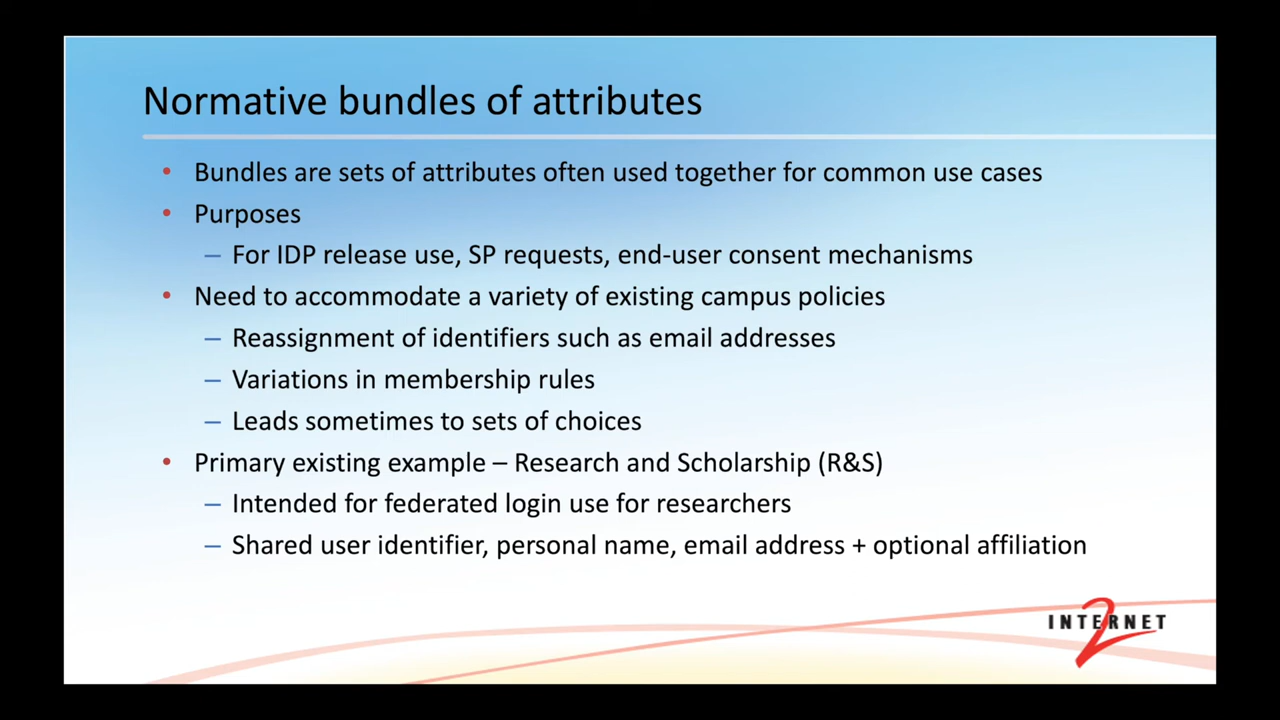 Normative bundles of attributes
• Bundles are sets of attributes often used together for common use cases
• Purposes
– For IDP release use, SP requests, end-user consent mechanisms
• Need to accommodate a variety of existing campus policies
– Reassignment of identifiers such as email addresses
– Variations in membership rules
– Leads sometimes to sets of choices
• Primary existing example – Research and Scholarship (R&S)
– Intended for federated login use for researchers
– Shared user identifier, personal name, email address + optional affiliation
INTERNET
2